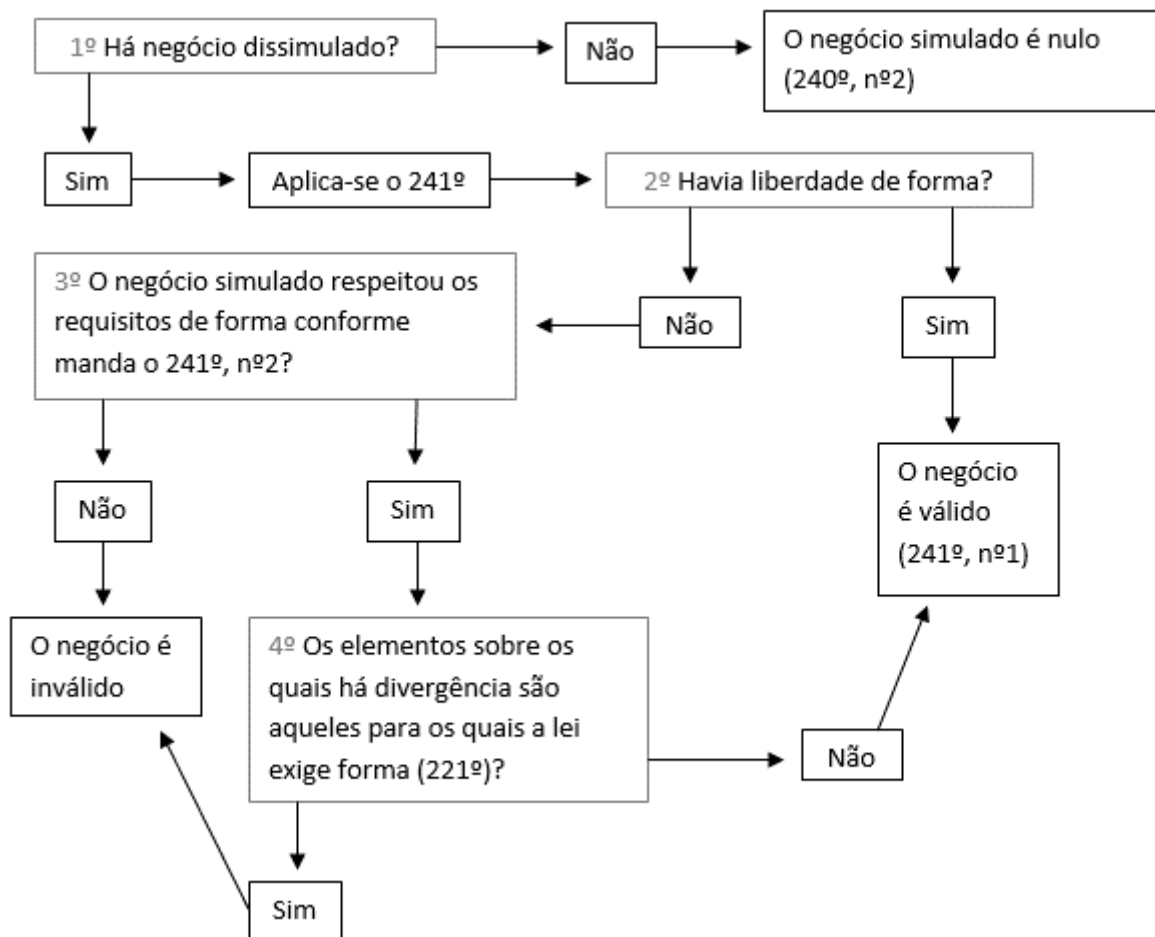 1º Há negócio dissimulado?
Não
O negócio simulado é nulo
(240º, nº2)
Sim
Aplica-se o 241º
2º Havia liberdade de forma?
3º O negócio simulado respeitou os
requisitos de forma conforme
manda o 241º, nº2?
Não
Sim
Não
Sim
O negócio
é válido
(241º, nº1)
O negócio é
inválido
4º Os elementos sobre os
quais há divergência são
aqueles para os quais a lei
exige forma (221º)?
Não
Sim